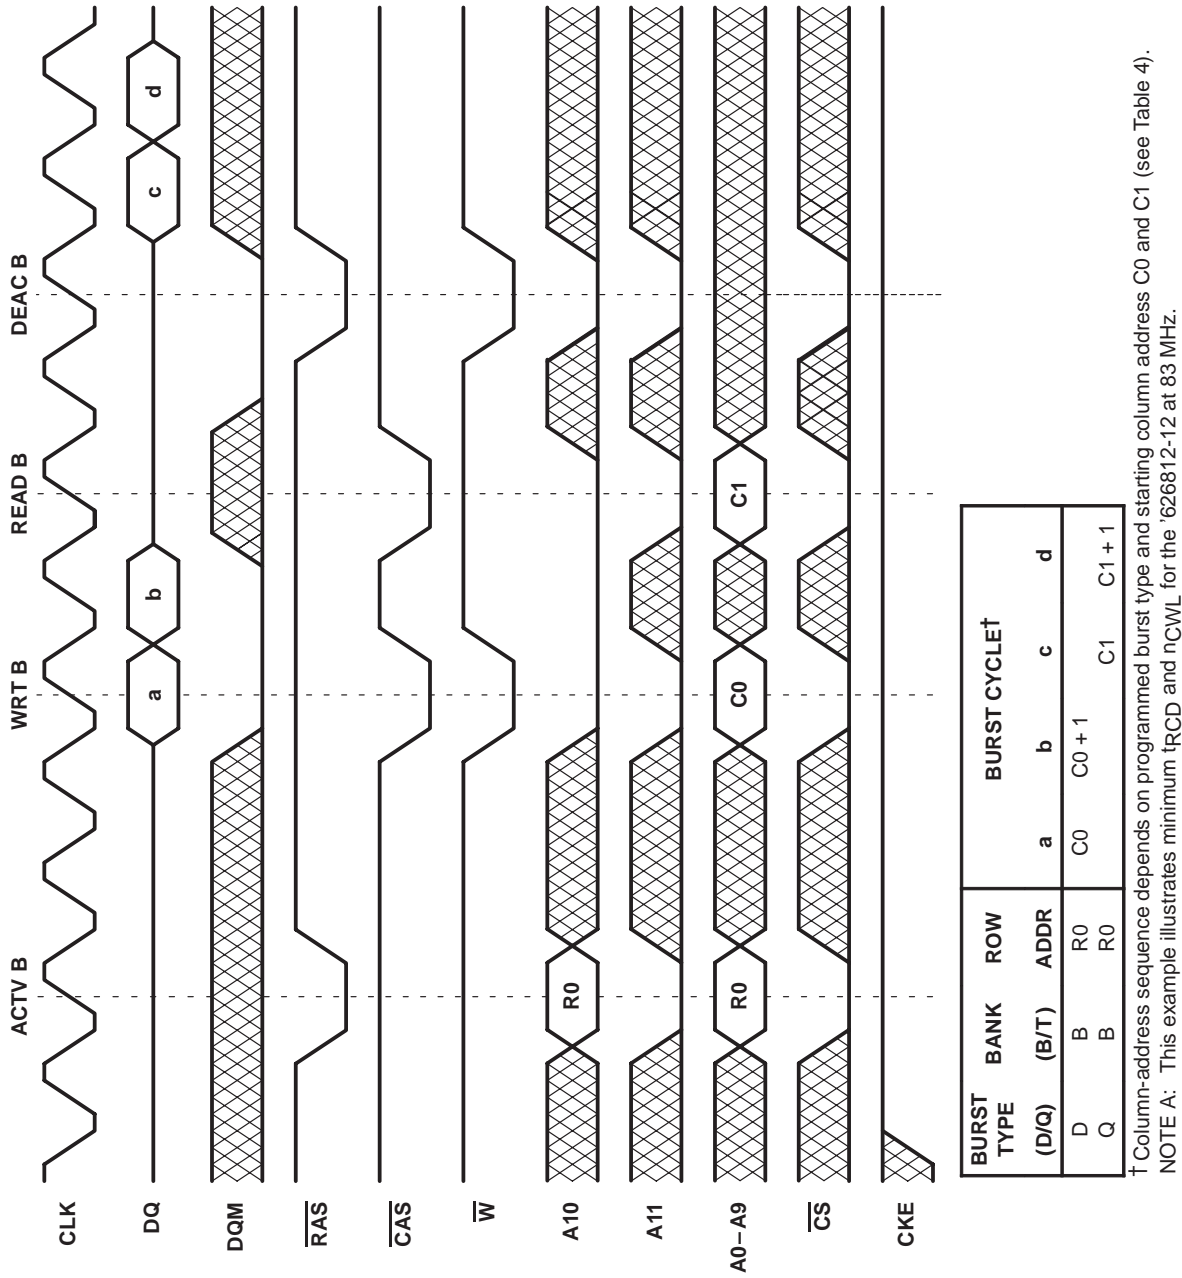 ACTV B WRT B READ B DEAC B
CLK
DQ a b c d
DQM
RAS
CAS
W
A10 R0
A11
A0–A9 R0 C0 C1
CS
CKE
BURST TYPE (D/Q) BANK (B/T) ROW ADDR BURST CYCLE†
a b c d
D B R0 C0 C0 + 1
Q B R0 C1 C1 + 1
† Column-address sequence depends on programmed burst type and starting column address C0 and C1 (see Table 4).
NOTE A: This example illustrates minimum tRCD and nCWL for the '626812-12 at 83 MHz.